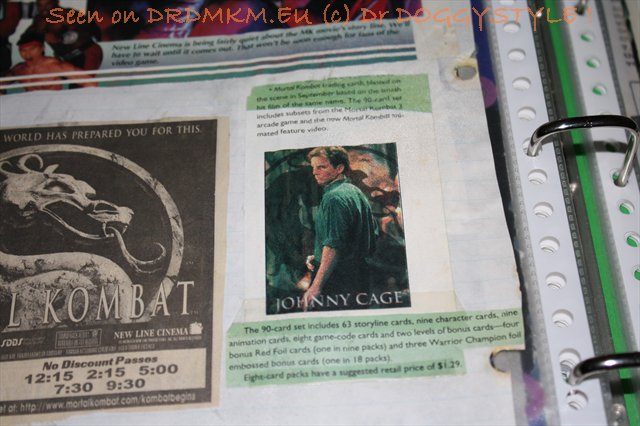 Seen on DRDMKM.EU (c) Dr DOGGYSTYLE !
New Line Cinema is being fairly quiet about the MK movie's story line. We
have to wait until it comes out. That won't be soon enough for fans of the
video game.
WORLD HAS PREPARED YOU FOR THIS.
L KOMBAT
SDDS
NEW LINE CINEMA
No Discount Passes
12:15 2:15 5:00
7:30 9:30
et at: http://www.mortalkombat.com/kombatbegins
• Mortal Kombat trading cards blasted on
the scene in September based on the smash
hit film of the same name. The 90-card set
includes subsets from the Mortal Kombat 3
arcade game and the new Mortal Kombat ani-
mated feature video.
JOHNNY CAGE
The 90-card set includes 63 storyline cards, nine character cards, nine
animation cards, eight game-code cards and two levels of bonus cards—four
bonus Red Foil cards (one in nine packs) and three Warrior Champion foil
embossed bonus cards (one in 18 packs).
Eight-card packs have a suggested retail price of $1.29.